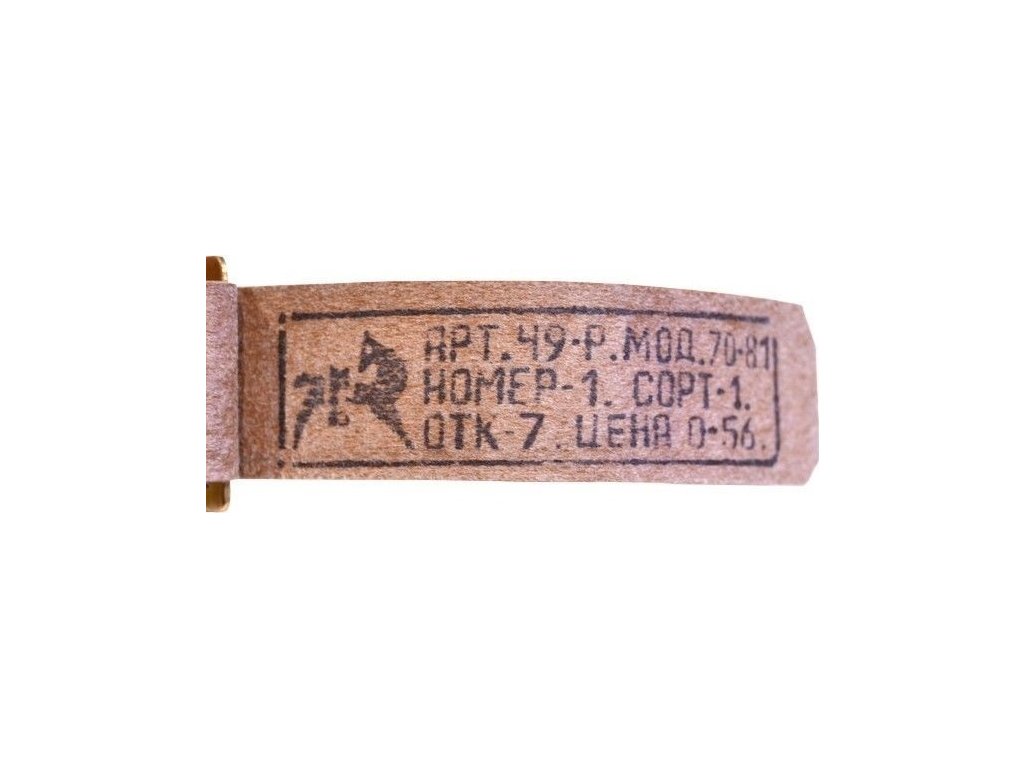 АРТ.49-Р.МОД.70-81
НОМЕР-1. СОРТ-1.
ОТК-7. ЦЕНА 0-56.